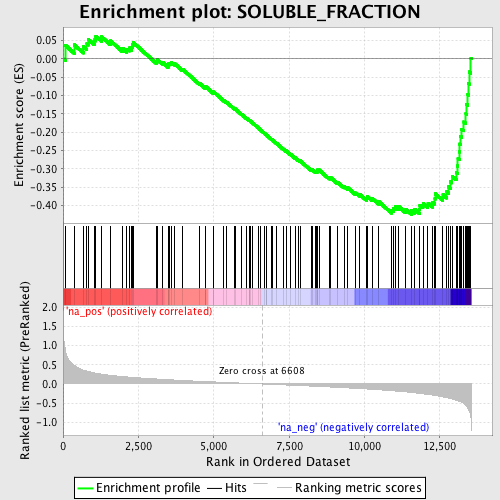 Enrichment plot: SOLUBLE_FRACTION
Enrichment score (ES)
0.05
0.00
-0.05
-0.10
-0.15
-0.20
-0.25
-0.30
-0.35
-0.40
Ranked list metric (PreRanked)
2.0
1.5
1.0
0.5
0.0
-0.5
-1.0
'na_pos' (positively correlated)
Zero cross at 6608
'na_neg' (negatively correlated)
0
2,500
5,000
7,500
10,000
12,500
Rank in Ordered Dataset
Enrichment profile
Hits
Ranking metric scores